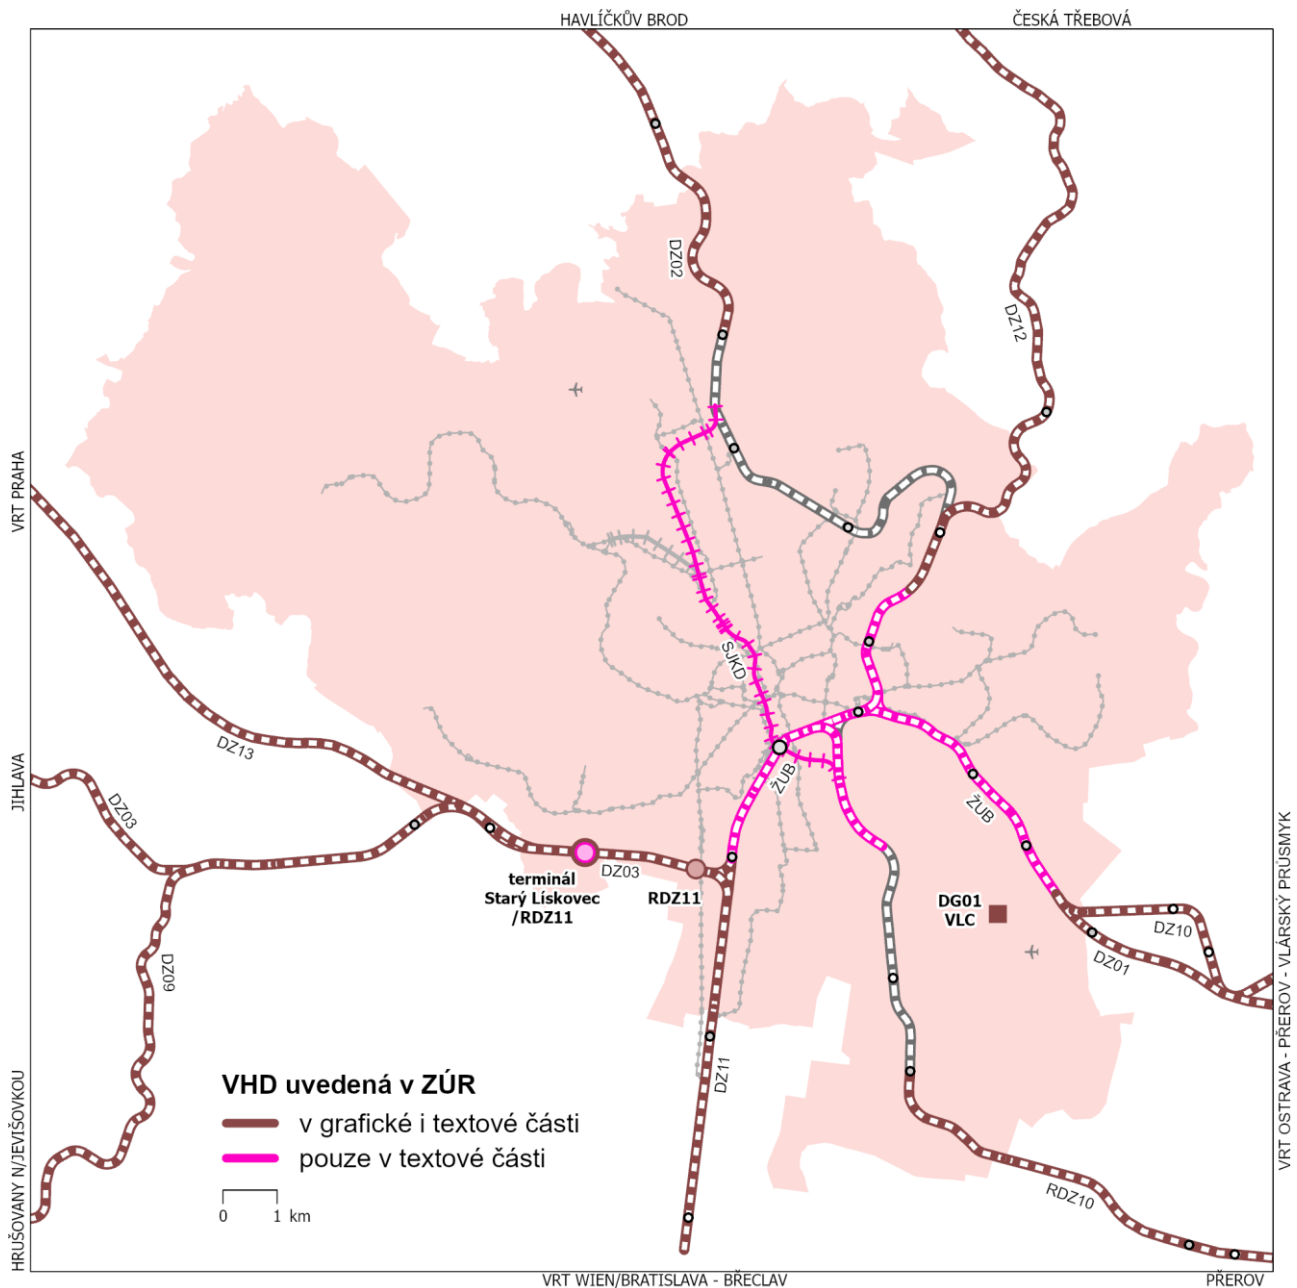 HAVLÍČKŮV BROD
ČESKÁ TŘEBOVÁ
DZ02
DZ12
VRT PRAHA
SJKD
DZ13
JIHLAVA
DZ03
ŽUB
ŽUB
terminál
Starý Lískovec
/RDZ11
DZ03
RDZ11
DG01
VLC
DZ10
DZ01
DZ09
VRT OSTRAVA - PŘEROV - VLÁRSKÝ PRŮSMYK
DZ11
HRUŠOVANY N/JEVIŠOVKOU
VHD uvedená v ZÚR
v grafické i textové části
pouze v textové části
0 1 km
RDZ10
VRT WIEN/BRATISLAVA - BŘECLAV
PŘEROV